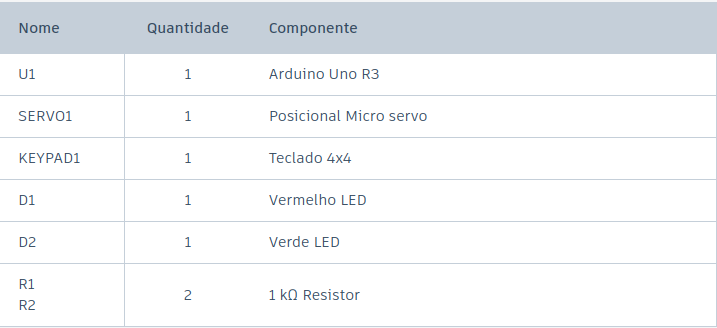 Nome Quantidade Componente
U1 1 Arduino Uno R3
SERVO1 1 Posicional Micro servo
KEYPAD1 1 Teclado 4x4
D1 1 Vermelho LED
D2 1 Verde LED
R1
R2 2 1 kΩ Resistor